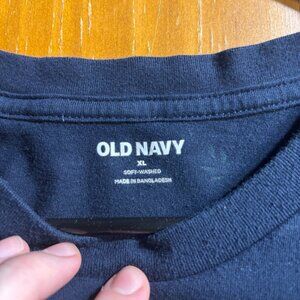 OLD NAVY
XL
SOFT-WASHED
MADE IN BANGLADESH